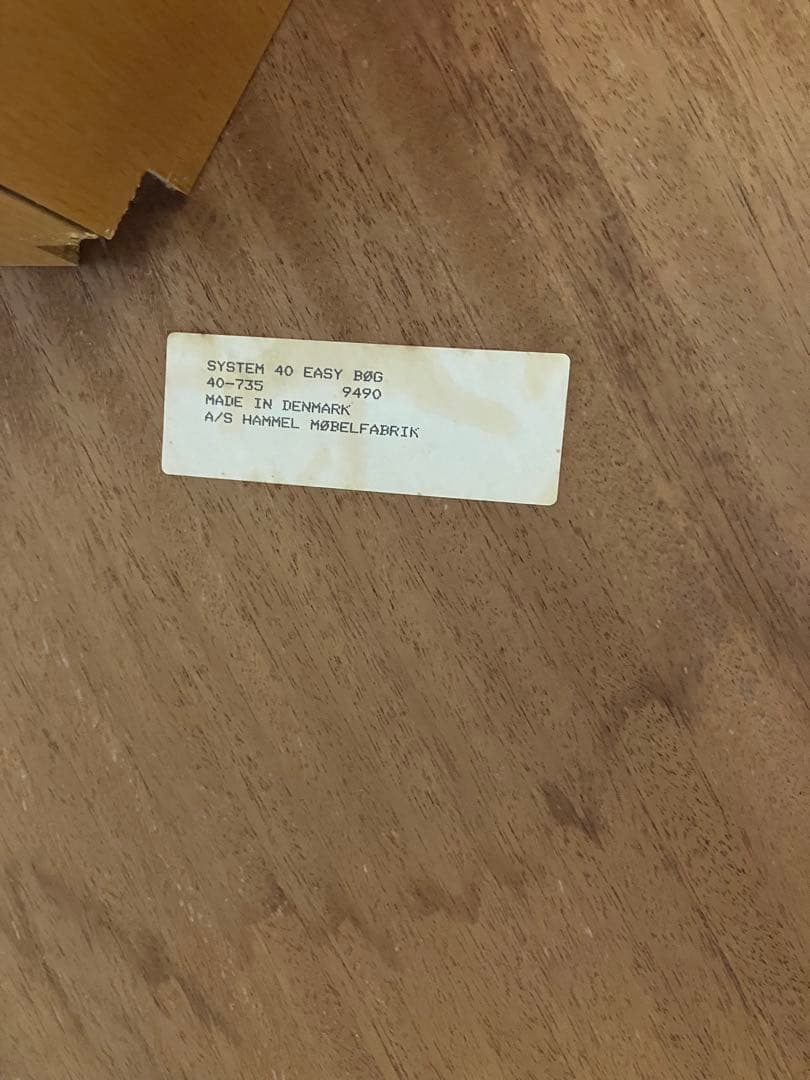 SYSTEM 40 EASY BØG
40-735 9490
MADE IN DENMARK
A/S HAMMEL MØBELFABRIK